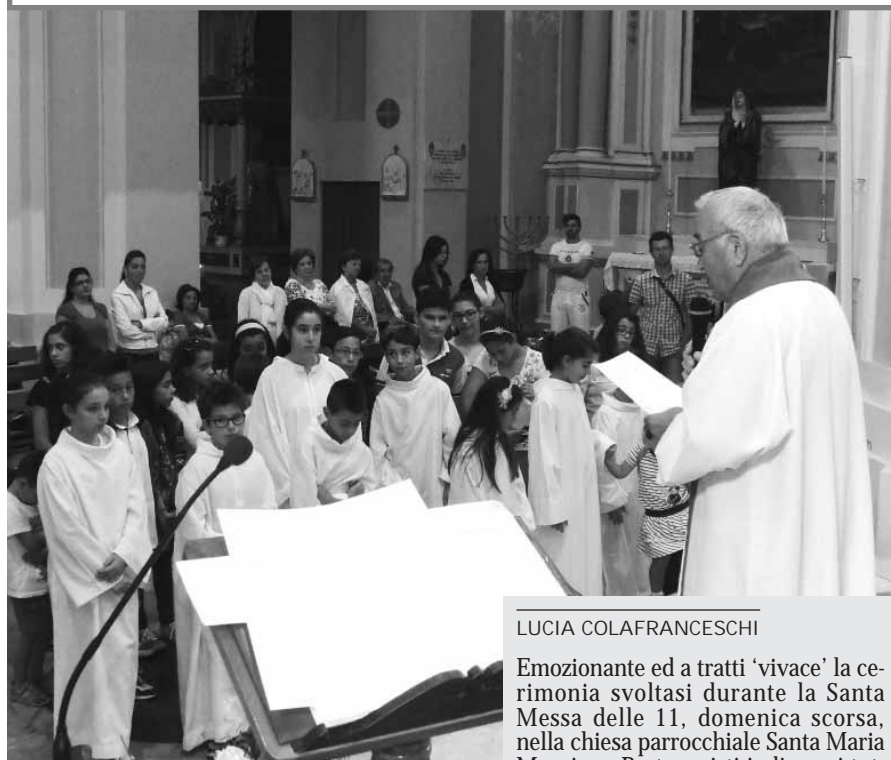 LUCIA COLAFRANCESCHI
Emozionante ed a tratti ‘vivace’ la ce-
rimonia svoltasi durante la Santa
Messa delle 11, domenica scorsa,
nella chiesa parrocchiale Santa Maria